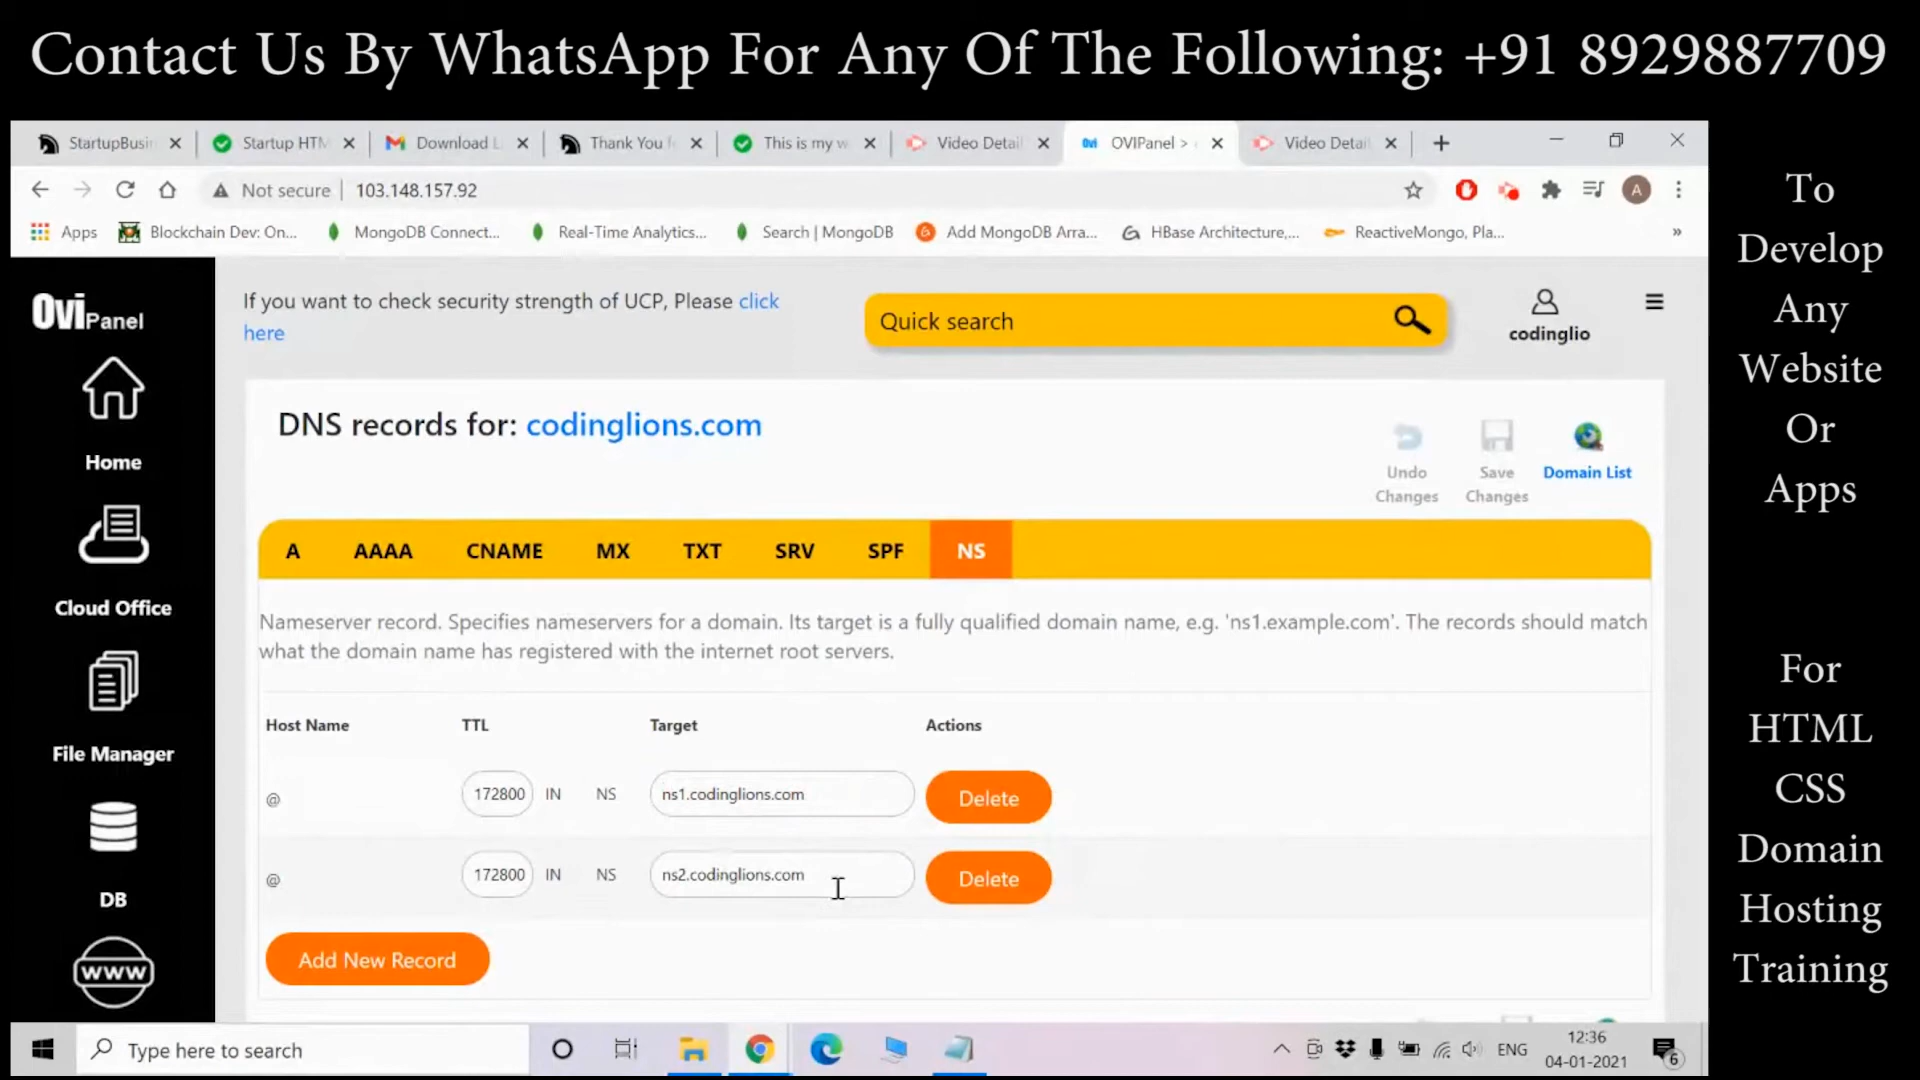 Contact Us By WhatsApp For Any Of The Following: +91 8929887709
StartupBusi
Startup HTM
Download L
Thank You f
This is my w
Video Detail
OVIPanel >
Video Detail
Not secure
103.148.157.92
A
Apps
Blockchain Dev: On...
MongoDB Connect...
Real-Time Analytics...
Search | MongoDB
Add MongoDB Arra...
HBase Architecture,...
ReactiveMongo, Pla...
»
Ovi Panel
Home
Cloud Office
File Manager
DB
WWW
If you want to check security strength of UCP, Please click
here
Quick search
codinglio
DNS records for: codinglions.com
Undo
Changes
Save
Changes
Domain List
A
AAAA
CNAME
MX
TXT
SRV
SPF
NS
Nameserver record. Specifies nameservers for a domain. Its target is a fully qualified domain name, e.g. 'ns1.example.com'. The records should match
what the domain name has registered with the internet root servers.
Host Name
TTL
Target
Actions
@
172800
IN
NS
ns1.codinglions.com
Delete
@
172800
IN
NS
ns2.codinglions.com
Delete
Add New Record
To
Develop
Any
Website
Or
Apps
For
HTML
CSS
Domain
Hosting
Training
Type here to search
ENG
12:36
04-01-2021
6